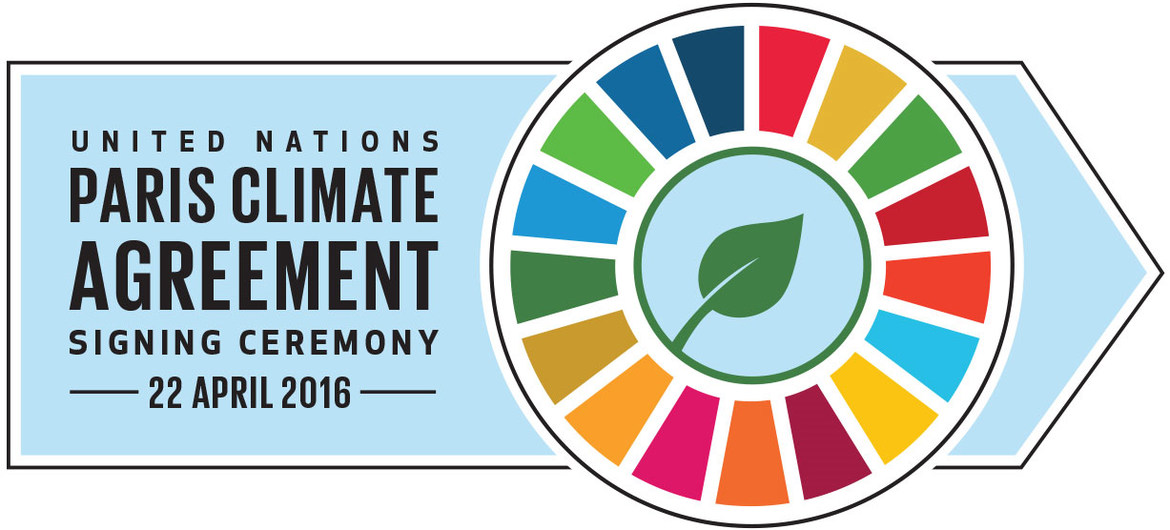 UNITED NATIONS
PARIS CLIMATE
AGREEMENT
SIGNING CEREMONY
22 APRIL 2016